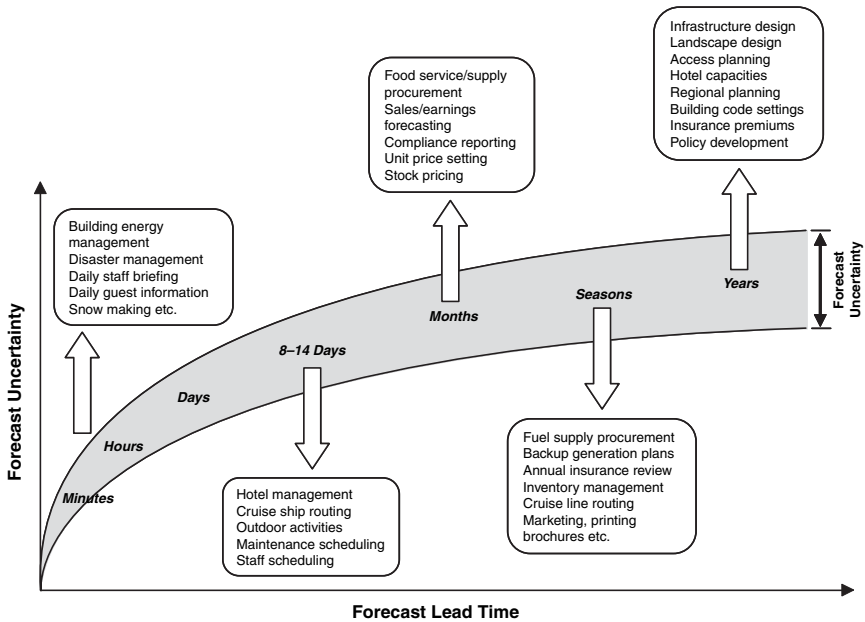 Infrastructure design
Landscape design
Access planning
Hotel capacities
Regional planning
Building code settings
Insurance premiums
Policy development
Food service/supply
procurement
Sales/earnings
forecasting
Compliance reporting
Unit price setting
Stock pricing
Building energy
management
Disaster management
Daily staff briefing
Daily guest information
Snow making etc.
Minutes
Hours
Days
8–14 Days
Months
Seasons
Years
Forecast
Uncertainty
Forecast Uncertainty
Hotel management
Cruise ship routing
Outdoor activities
Maintenance scheduling
Staff scheduling
Fuel supply procurement
Backup generation plans
Annual insurance review
Inventory management
Cruise line routing
Marketing, printing
brochures etc.
Forecast Lead Time